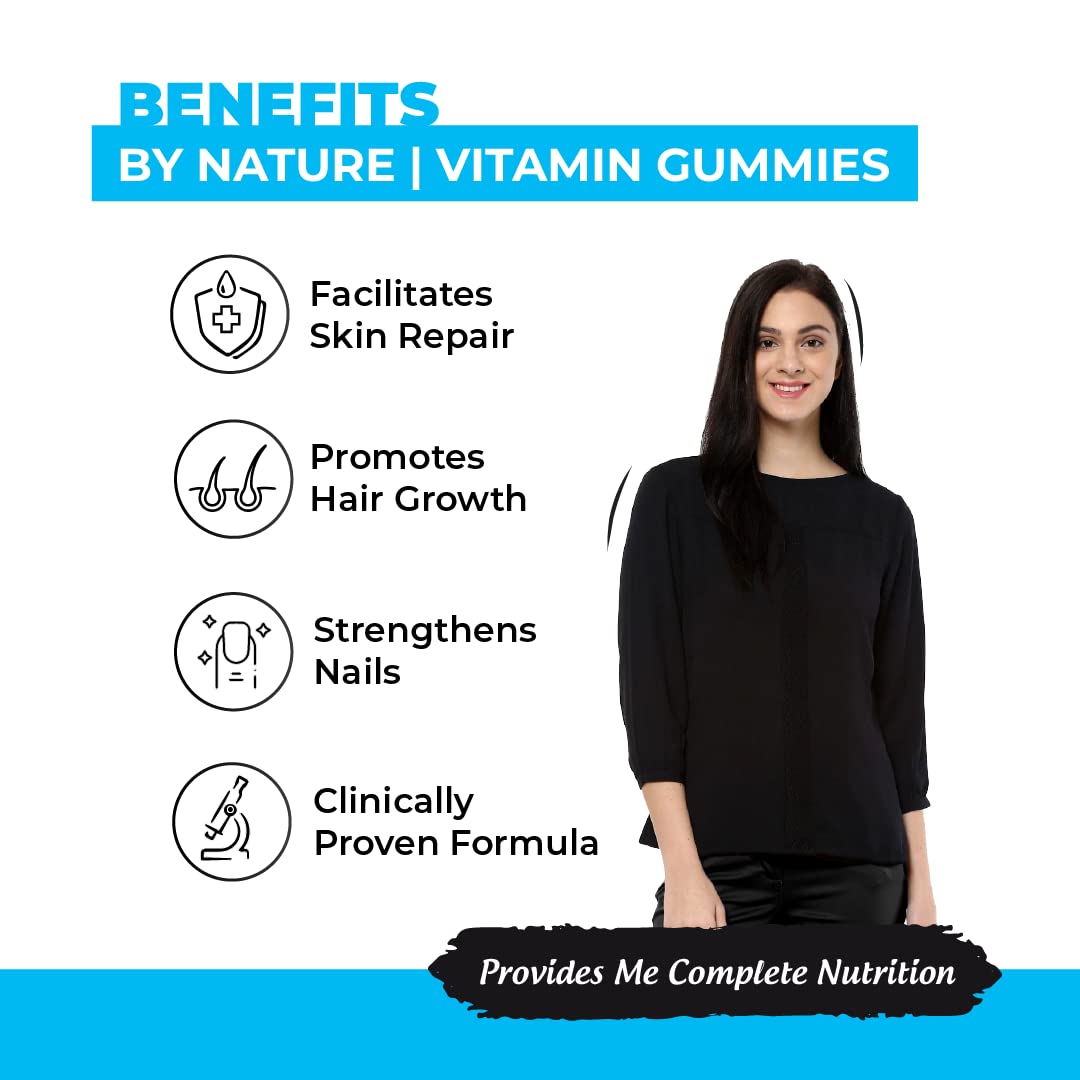 BENEFITS
BY NATURE | VITAMIN GUMMIES
Facilitates
Skin Repair
Promotes
Hair Growth
Strengthens
Nails
Clinically
Proven Formula
Provides Me Complete Nutrition